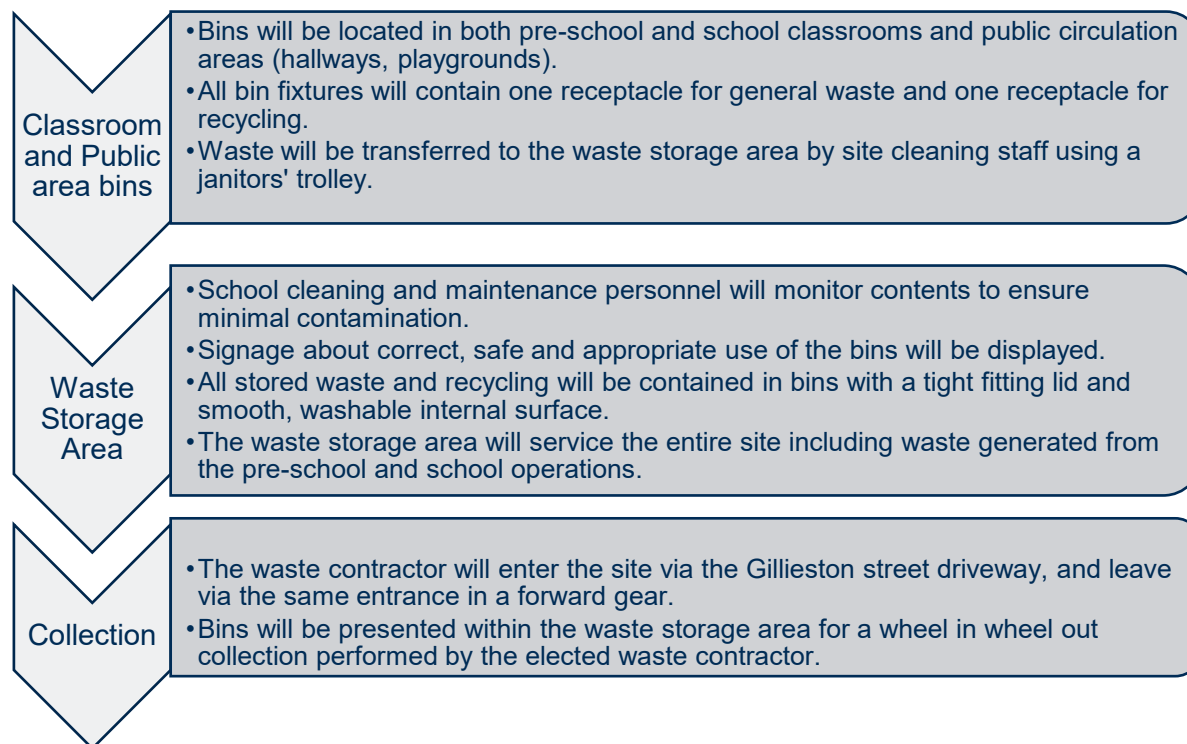 Classroom
and Public
area bins
•Bins will be located in both pre-school and school classrooms and public circulation
areas (hallways, playgrounds).
•All bin fixtures will contain one receptacle for general waste and one receptacle for
recycling.
•Waste will be transferred to the waste storage area by site cleaning staff using a
janitors' trolley.
Waste
Storage
Area
•School cleaning and maintenance personnel will monitor contents to ensure
minimal contamination.
•Signage about correct, safe and appropriate use of the bins will be displayed.
•All stored waste and recycling will be contained in bins with a tight fitting lid and
smooth, washable internal surface.
•The waste storage area will service the entire site including waste generated from
the pre-school and school operations.
Collection
•The waste contractor will enter the site via the Gillieston street driveway, and leave
via the same entrance in a forward gear.
•Bins will be presented within the waste storage area for a wheel in wheel out
collection performed by the elected waste contractor.